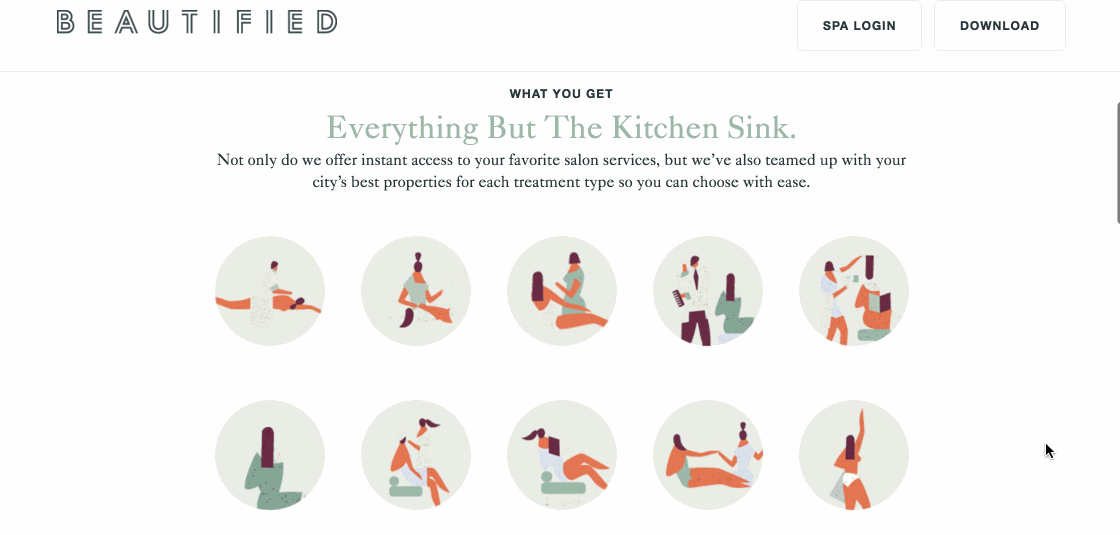 BEAUTIFIED
SPA LOGIN
DOWNLOAD
WHAT YOU GET
Everything But The Kitchen Sink.
Not only do we offer instant access to your favorite salon services, but we’ve also teamed up with your
city’s best properties for each treatment type so you can choose with ease.